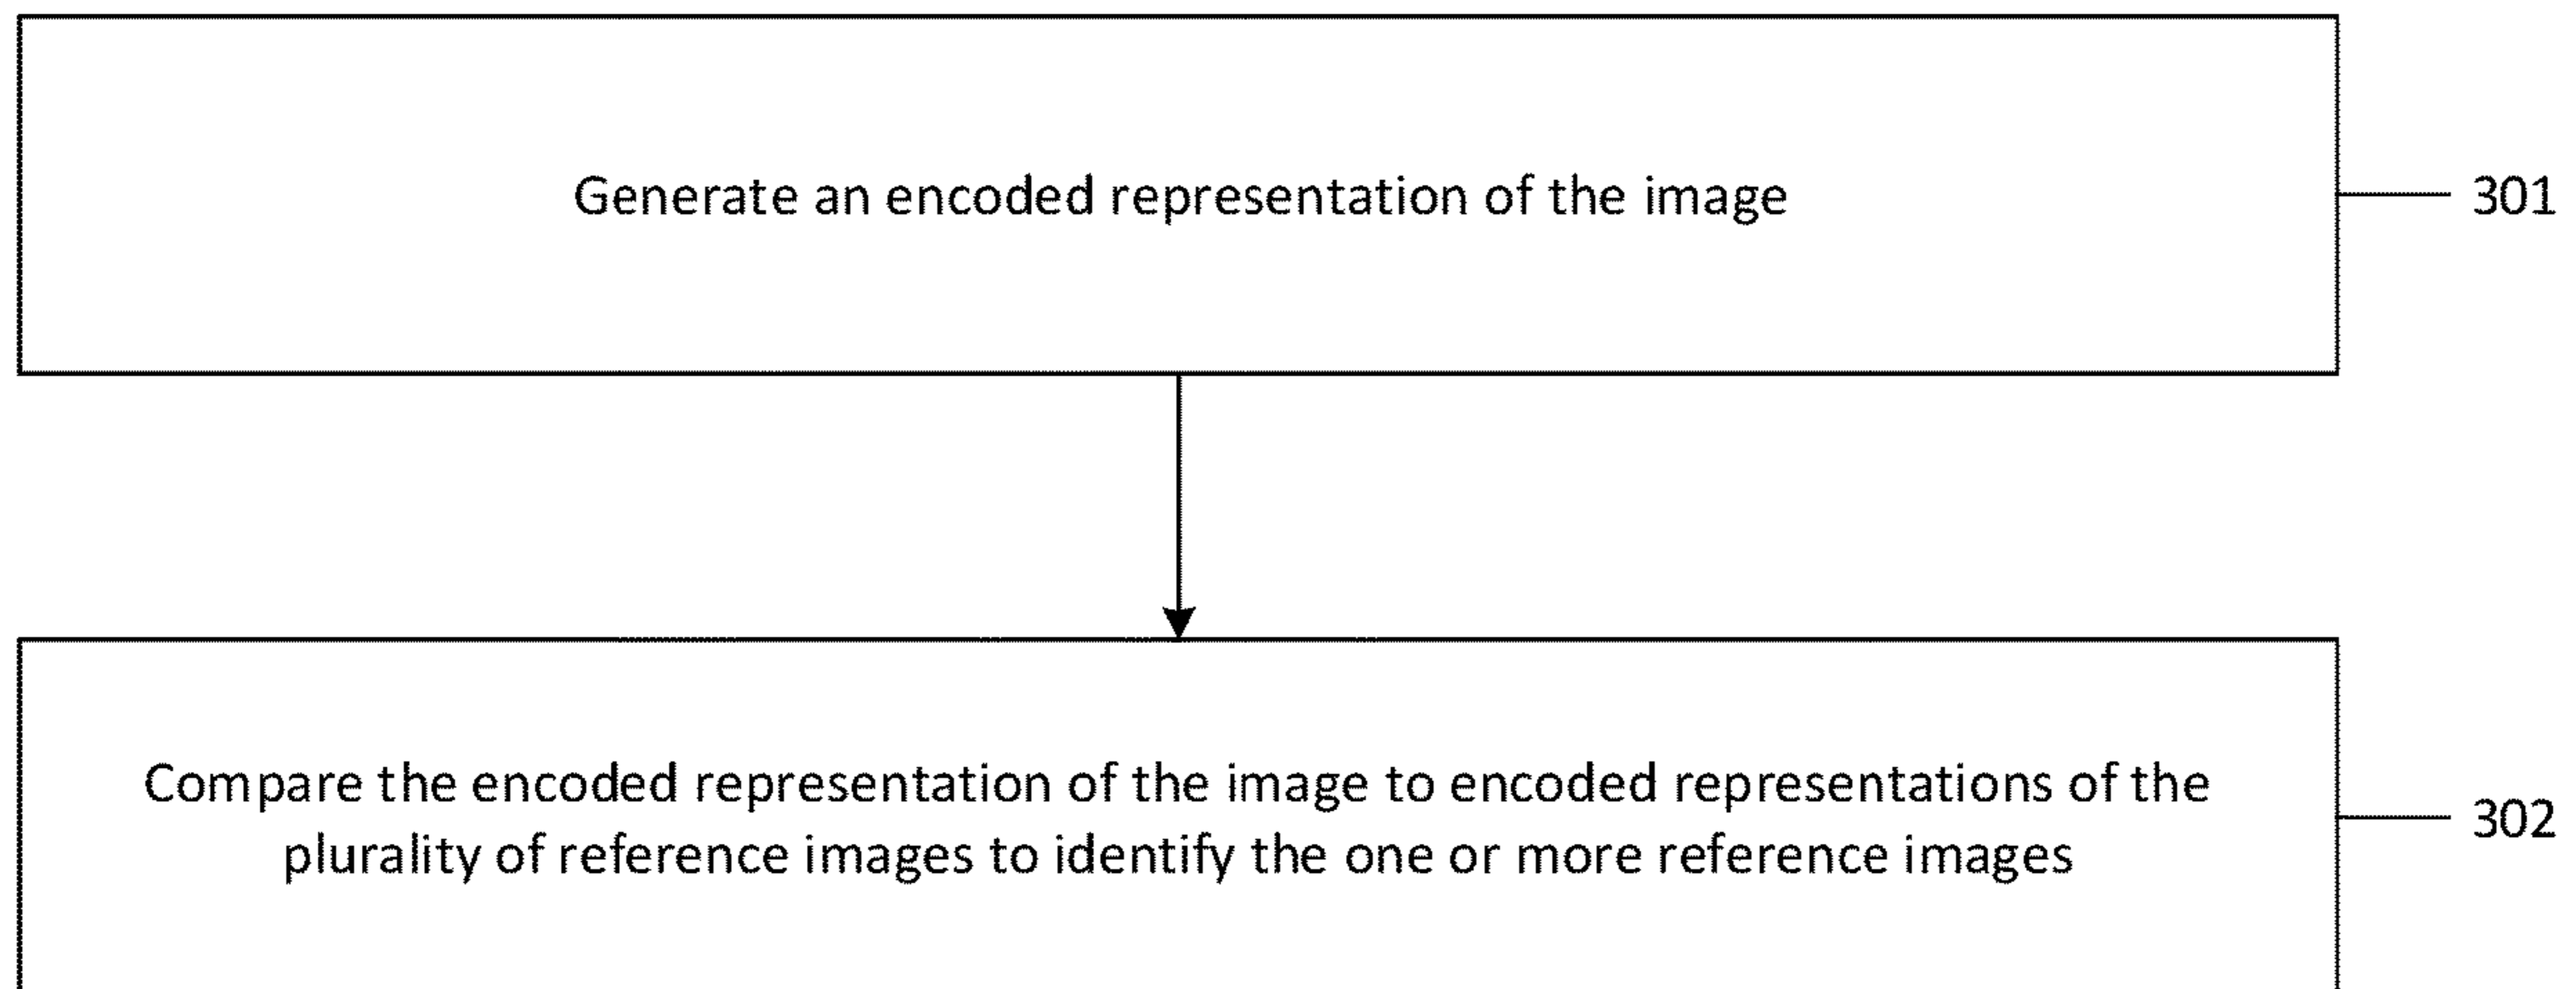 Generate an encoded representation of the image
301
Compare the encoded representation of the image to encoded representations of the
plurality of reference images to identify the one or more reference images
302